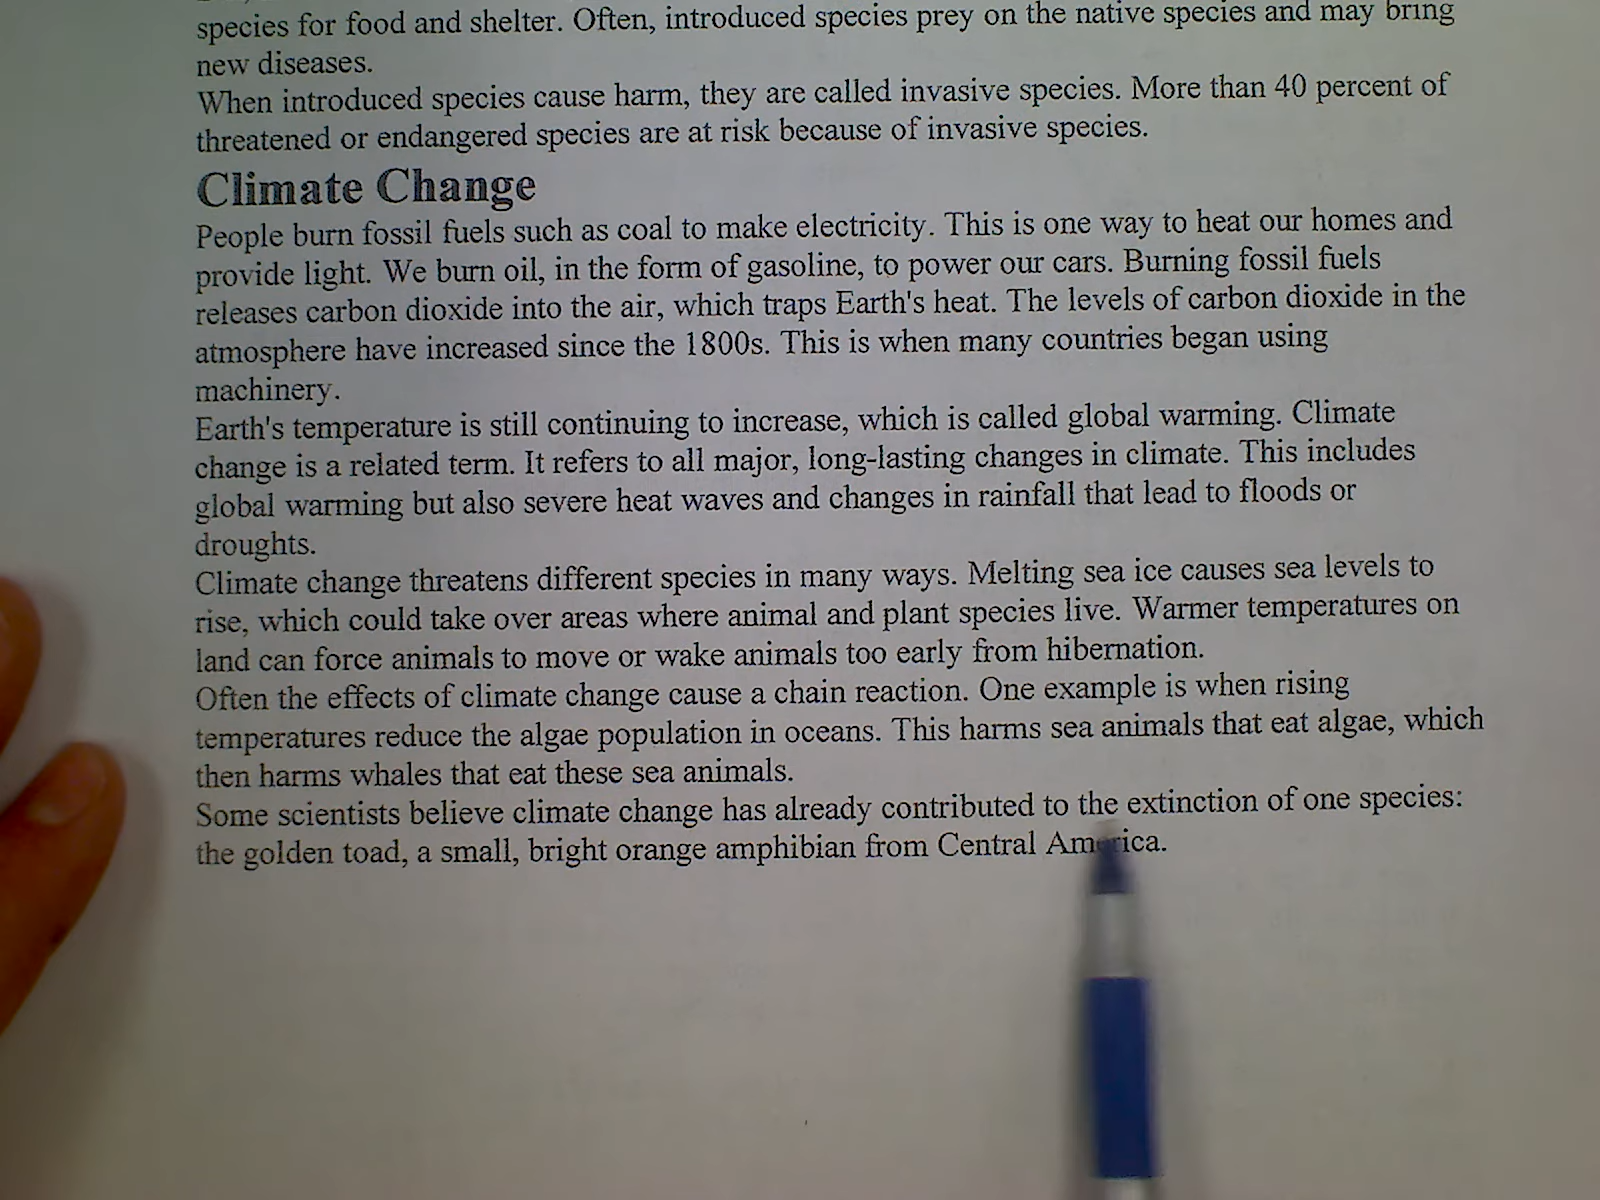 species for food and shelter. Often, introduced species prey on the native species and may bring
new diseases.
When introduced species cause harm, they are called invasive species. More than 40 percent of
threatened or endangered species are at risk because of invasive species.
Climate Change
People burn fossil fuels such as coal to make electricity. This is one way to heat our homes and
provide light. We burn oil, in the form of gasoline, to power our cars. Burning fossil fuels
releases carbon dioxide into the air, which traps Earth's heat. The levels of carbon dioxide in the
atmosphere have increased since the 1800s. This is when many countries began using
machinery.
Earth's temperature is still continuing to increase, which is called global warming. Climate
change is a related term. It refers to all major, long-lasting changes in climate. This includes
global warming but also severe heat waves and changes in rainfall that lead to floods or
droughts.
Climate change threatens different species in many ways. Melting sea ice causes sea levels to
rise, which could take over areas where animal and plant species live. Warmer temperatures on
land can force animals to move or wake animals too early from hibernation.
Often the effects of climate change cause a chain reaction. One example is when rising
temperatures reduce the algae population in oceans. This harms sea animals that eat algae, which
then harms whales that eat these sea animals.
Some scientists believe climate change has already contributed to the extinction of one species:
the golden toad, a small, bright orange amphibian from Central America.